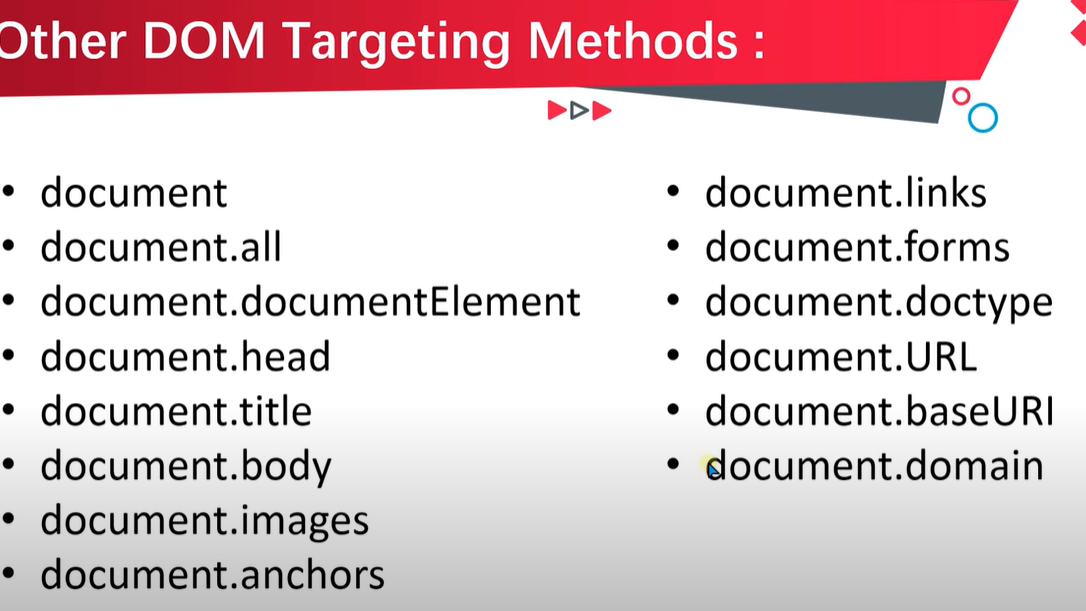 Other DOM Targeting Methods :
• document
• document.all
• document.documentElement
• document.head
• document.title
• document.body
• document.images
• document.anchors
• document.links
• document.forms
• document.doctype
• document.URL
• document.baseURI
• document.domain